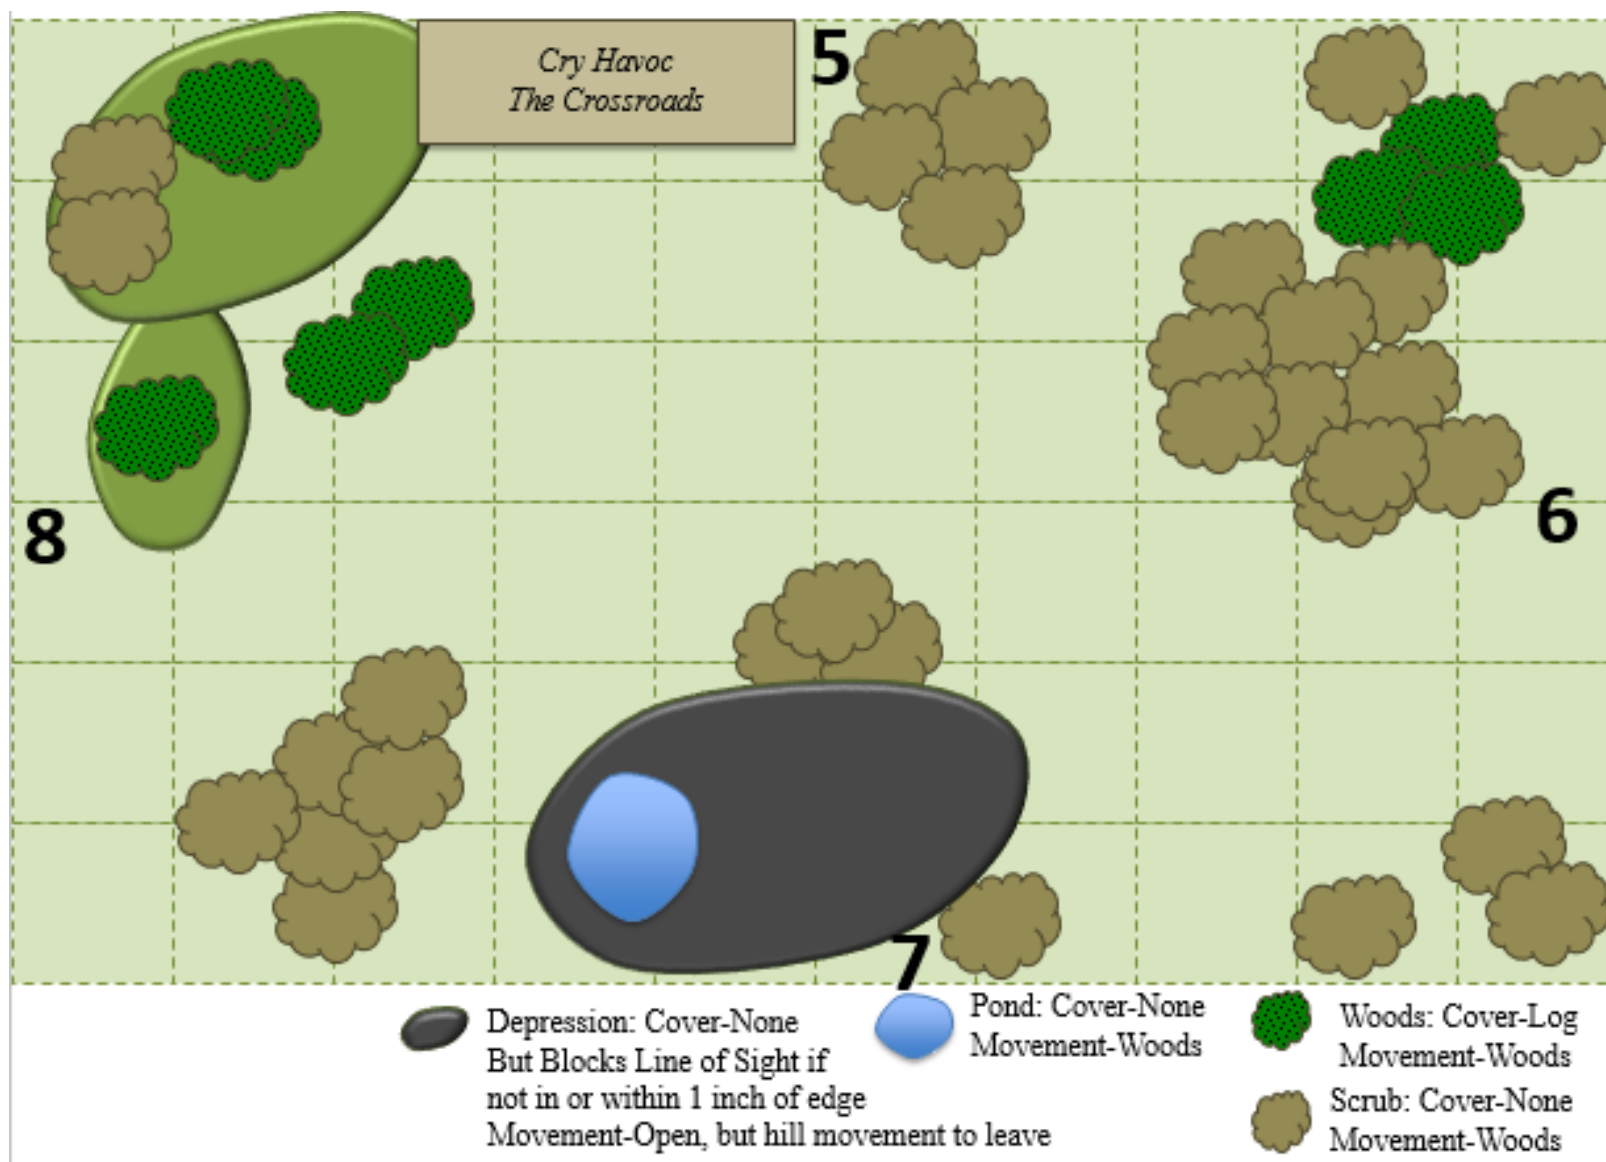 Cry Havoc
The Crossroads
5
6
8
7
Depression: Cover-None
But Blocks Line of Sight if
not in or within 1 inch of edge
Movement-Open, but hill movement to leave
Pond: Cover-None
Movement-Woods
Woods: Cover-Log
Movement-Woods
Scrub: Cover-None
Movement-Woods